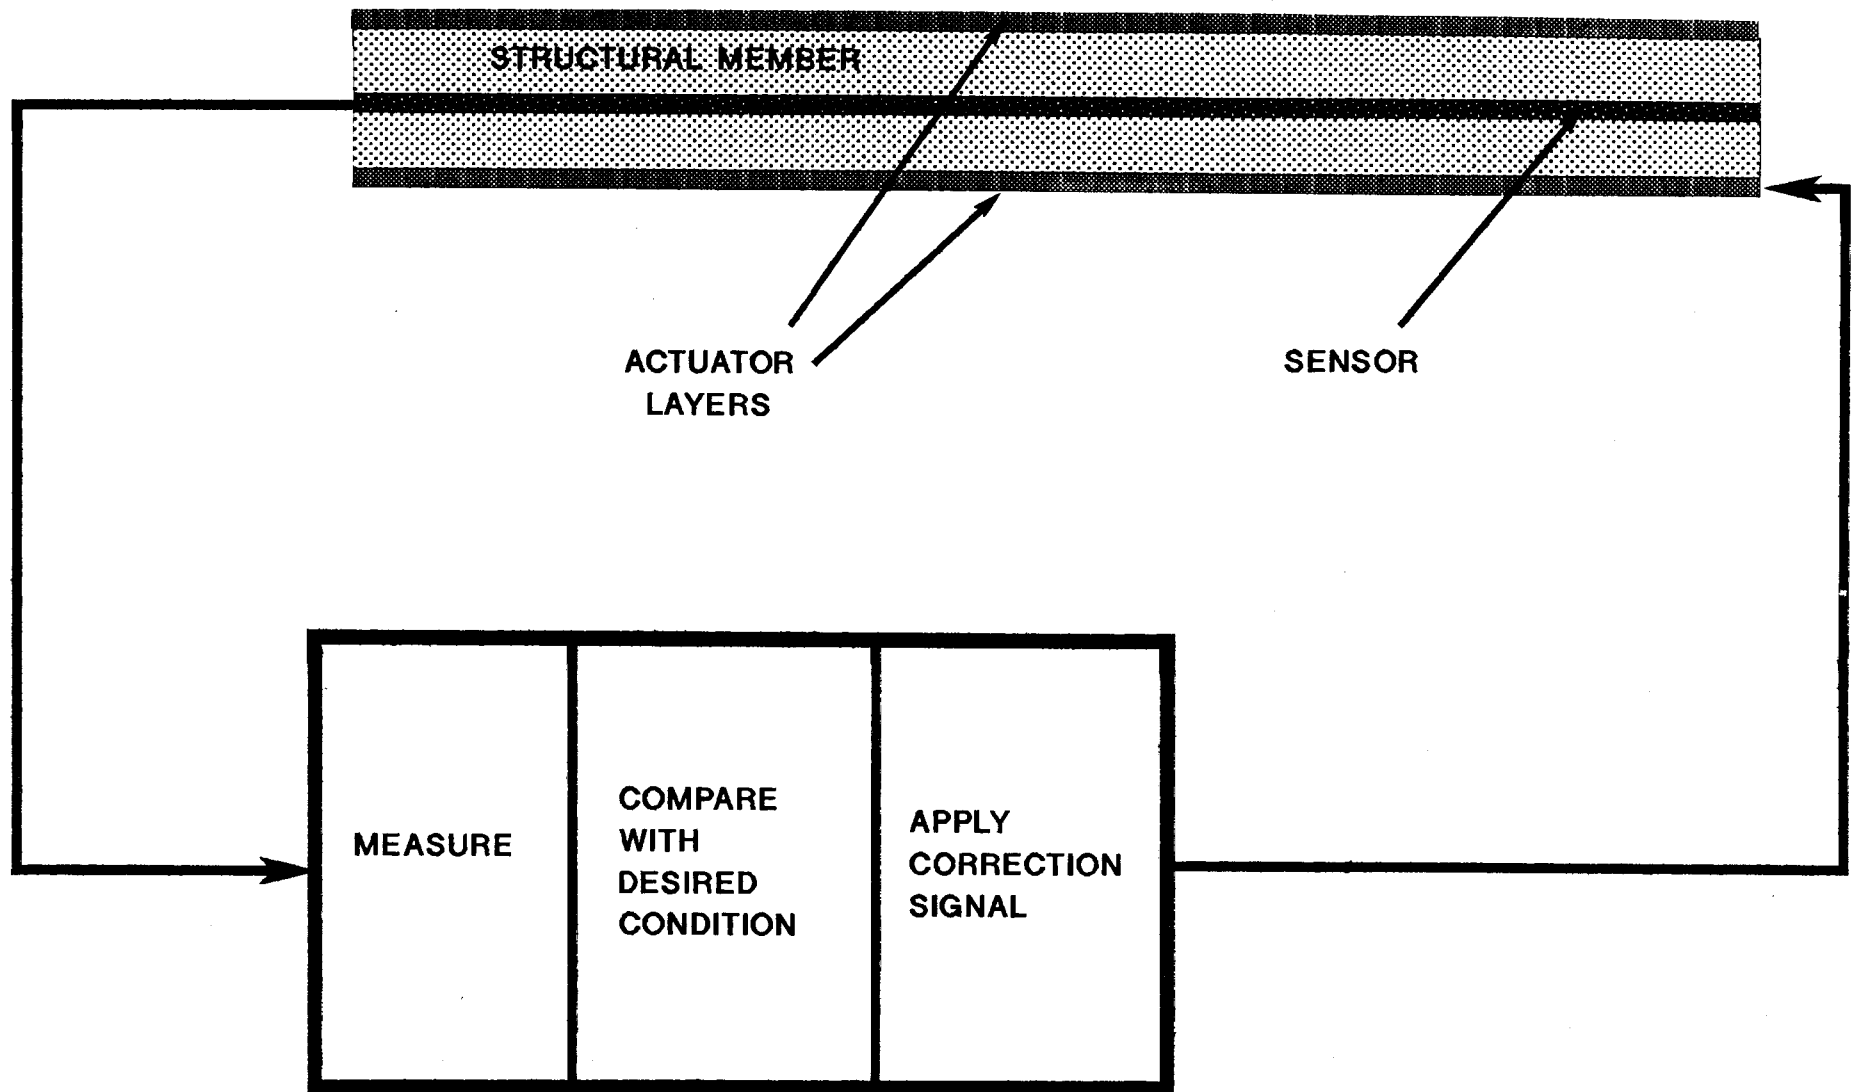 STRUCTURAL MEMBER
ACTUATOR
LAYERS
SENSOR
MEASURE
COMPARE
WITH
DESIRED
CONDITION
APPLY
CORRECTION
SIGNAL